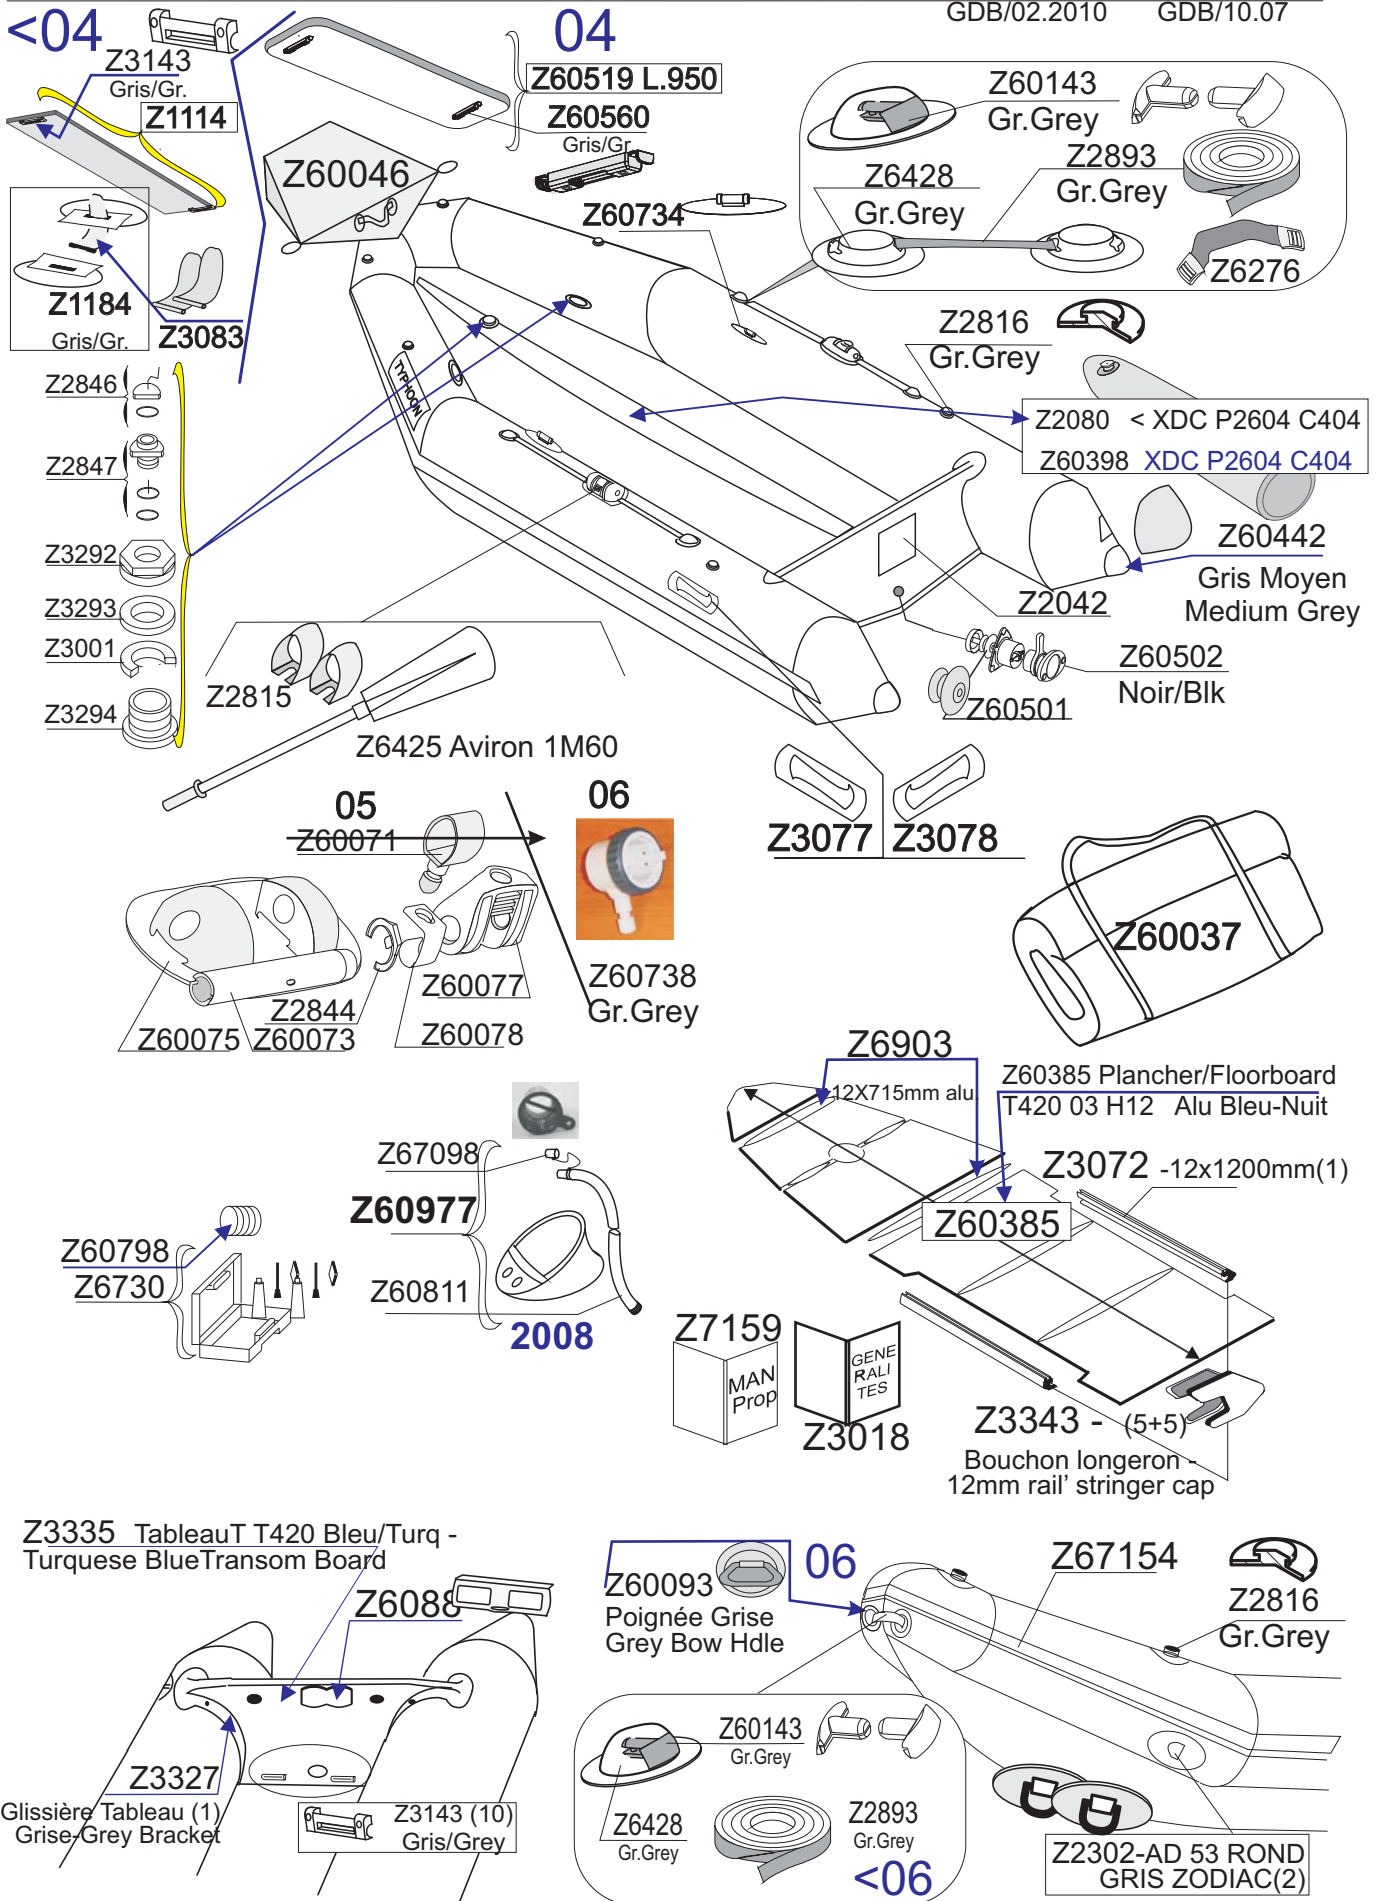 GDB/02.2010 GDB/10.07
<04
04
Z3143
Gris/Gr.
Z1114
Z60519 L.950
Z60560
Gris/Gr.
Z60143
Gr.Grey
Z60046
Z2893
Gr.Grey
Z6428
Gr.Grey
Z60734
Z6276
Z1184
Gris/Gr.
Z3083
Z2816
Gr.Grey
Z2846
TYPHOON
Z2080 < XDC P2604 C404
Z60398 XDC P2604 C404
Z2847
Z60442
Gris Moyen
Medium Grey
Z3292
Z3293
Z3001
Z3294
Z2042
Z60502
Noir/Blk
Z60501
Z2815
Z6425 Aviron 1M60
05
06
Z60071
Z3077
Z3078
Z60037
Z60738
Gr.Grey
Z60077
Z2844
Z60078
Z60075
Z60073
Z6903
12X715mm alu.
Z60385 Plancher/Floorboard
T420 03 H12 Alu Bleu-Nuit
Z67098
Z3072 -12x1200mm(1)
Z60977
Z60385
Z60798
Z6730
Z60811
2008
Z7159
MAN
Prop
GENE
RALI
TES
Z3018
Z3343 - (5+5)
Bouchon longeron -
12mm rail' stringer cap
Z3335 TableauT T420 Bleu/Turq -
Turquese BlueTransom Board
Z6088
Z60093
Poignée Grise
Grey Bow Hdle
06
Z67154
Z2816
Gr.Grey
Z3327
Glissière Tableau (1)
Grise-Grey Bracket
Z3143 (10)
Gris/Grey
Z60143
Gr.Grey
Z6428
Gr.Grey
Z2893
Gr.Grey
<06
Z2302-AD 53 ROND
GRIS ZODIAC(2)